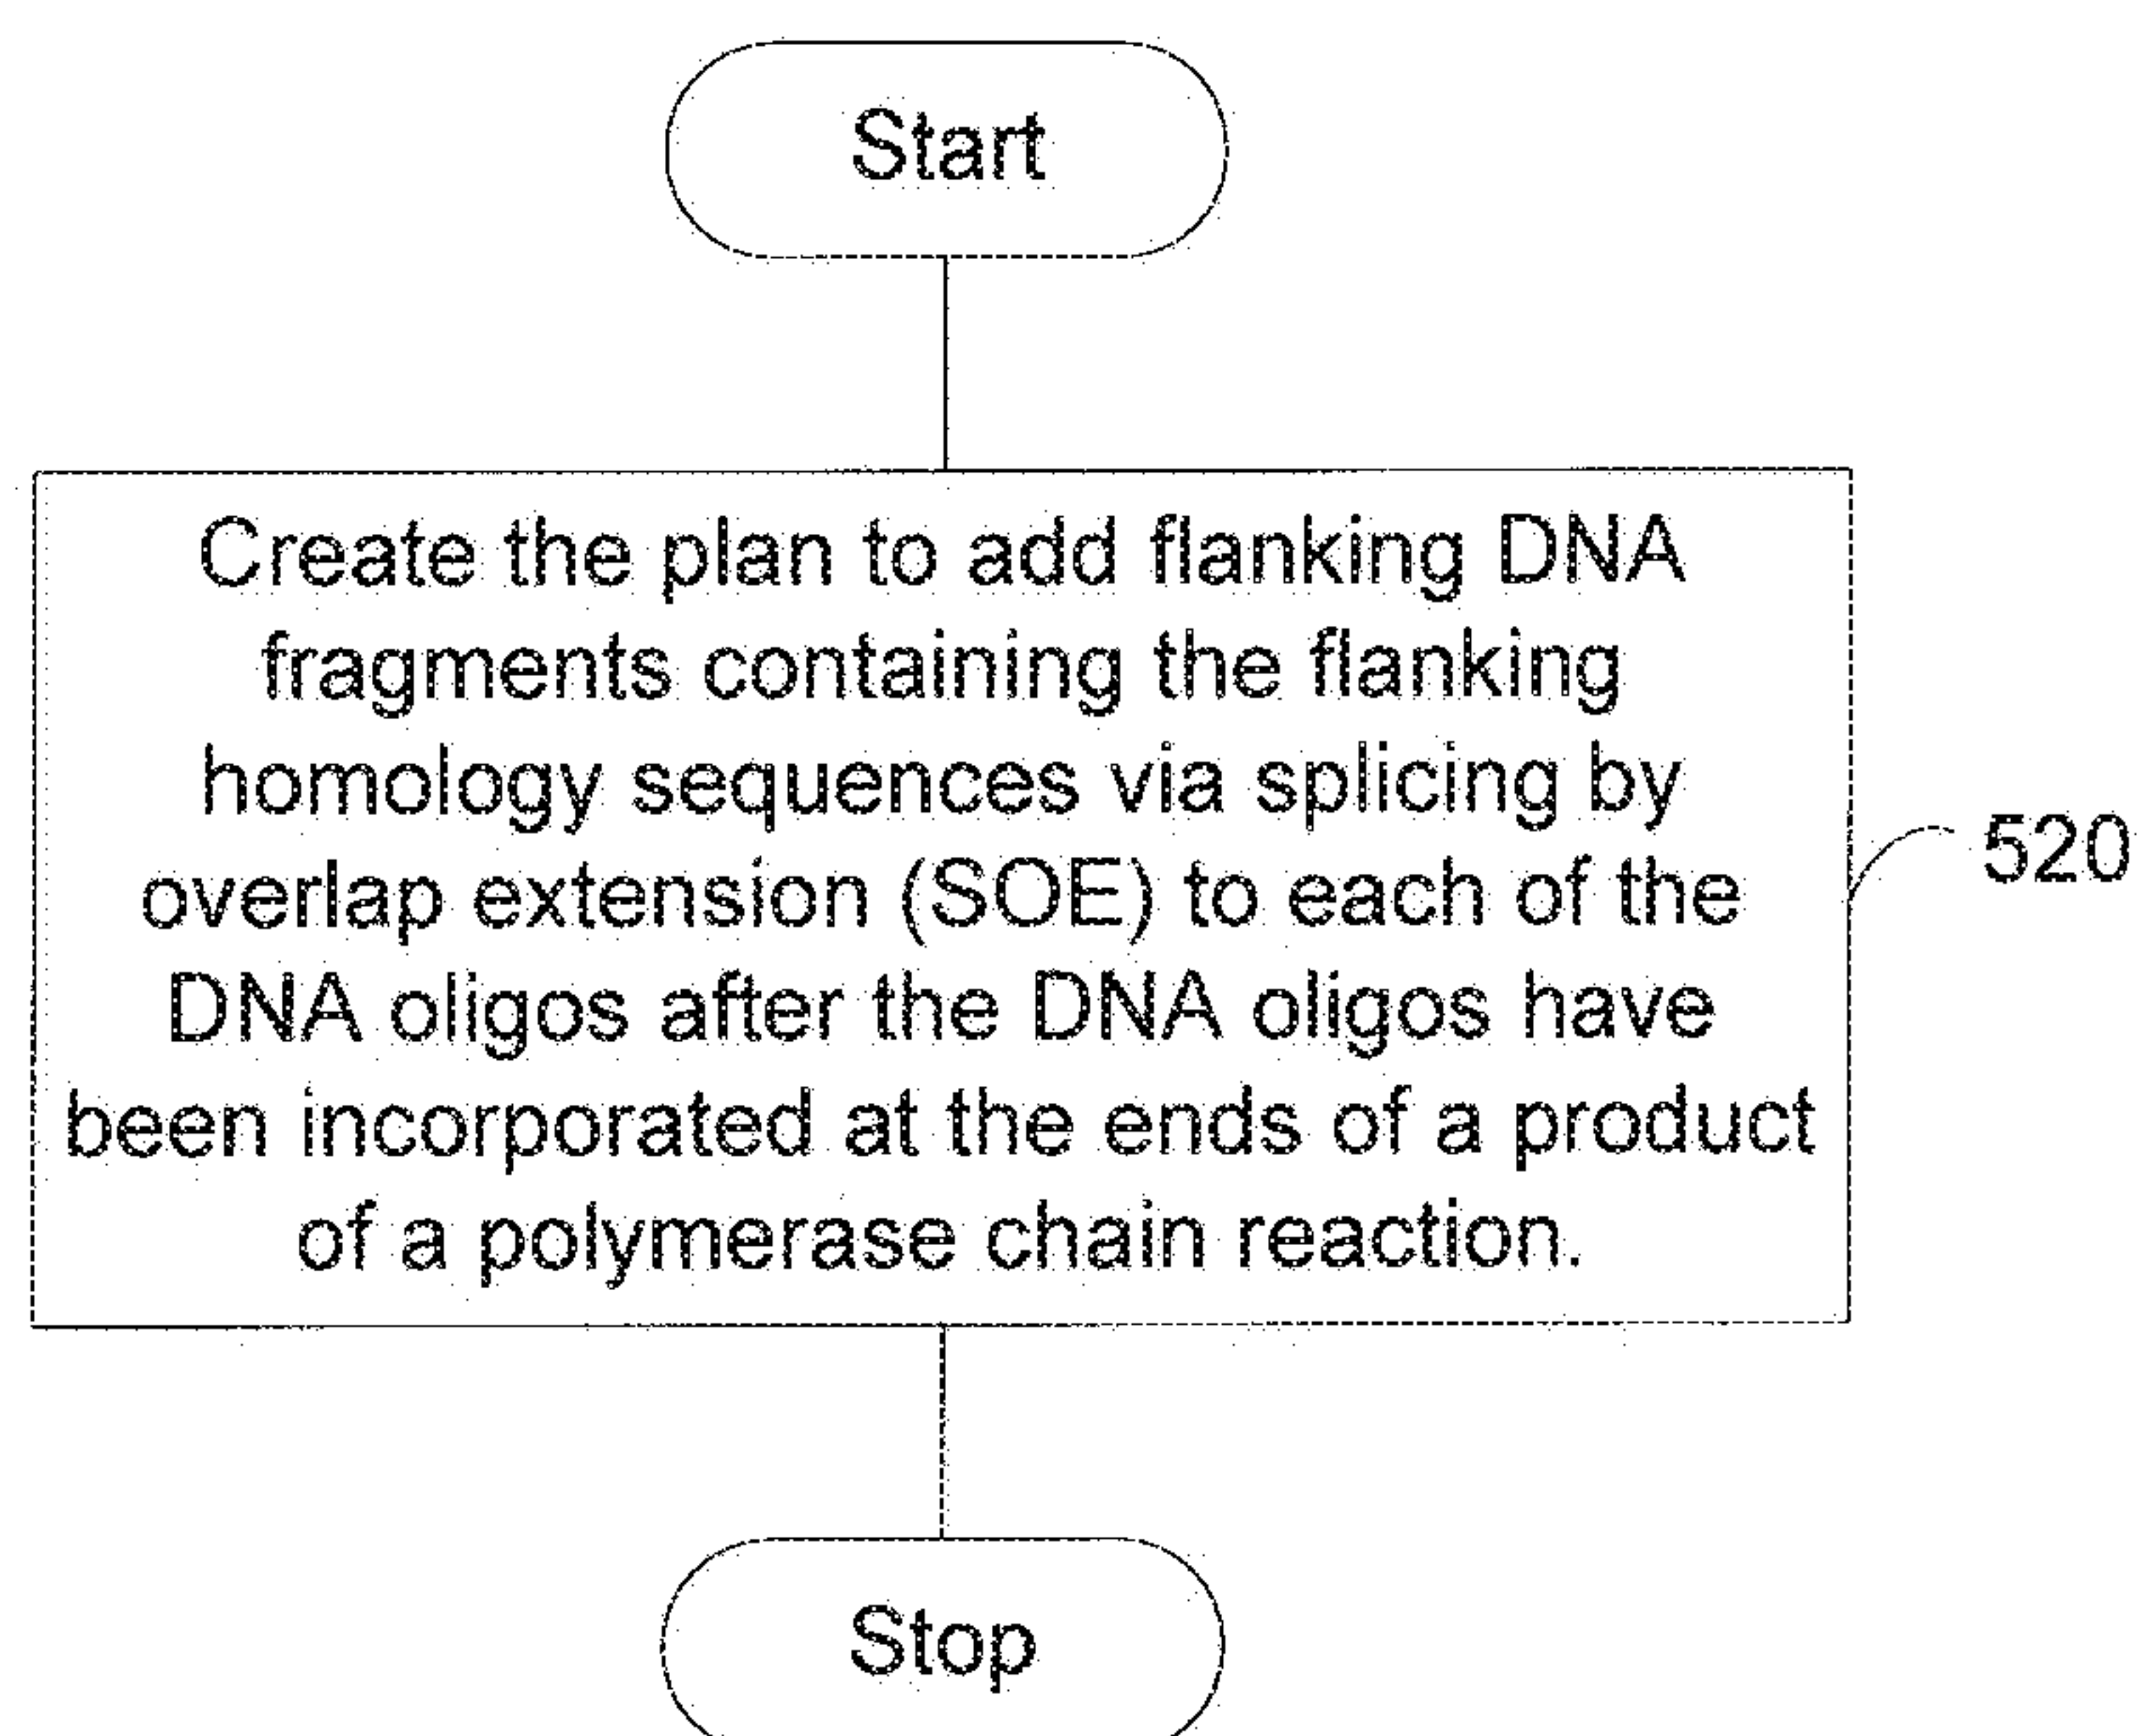 Start
Create the plan to add flanking DNA
fragments containing the flanking
homology sequences via splicing by
overlap extension (SOE) to each of the
DNA oligos after the DNA oligos have
been incorporated at the ends of a product
of a polymerase chain reaction.
520
Stop